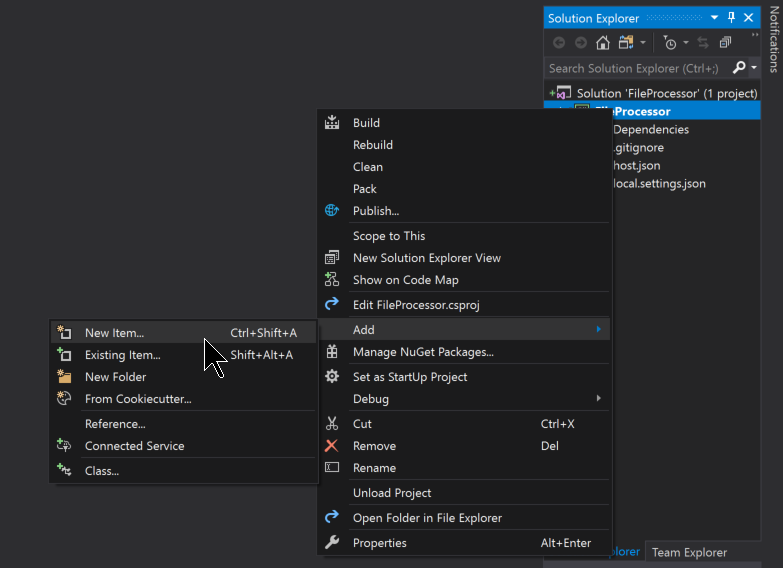 Solution Explorer
Search Solution Explorer (Ctrl+;)
Solution 'FileProcessor' (1 project)
Processor
Dependencies
.gitignore
host.json
local.settings.json
Notifications
Build
Rebuild
Clean
Pack
Publish...
Scope to This
New Solution Explorer View
Show on Code Map
Edit FileProcessor.csproj
Add
Manage NuGet Packages...
Set as StartUp Project
Debug
Cut Ctrl+X
Remove Del
Rename
Unload Project
Open Folder in File Explorer
Properties Alt+Enter
New Item... Ctrl+Shift+A
Existing Item... Shift+Alt+A
New Folder
From Cookiecutter...
Reference...
Connected Service
Class...
plorer Team Explorer